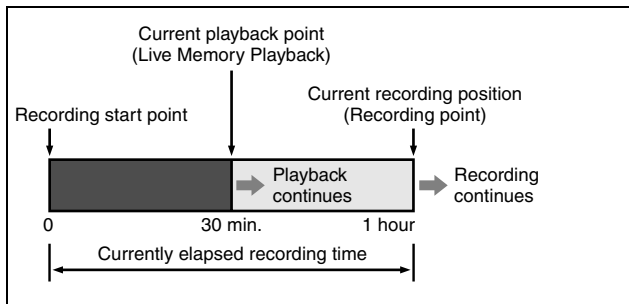 Current playback point
(Live Memory Playback)
Current recording position
(Recording point)
Recording start point
Playback
continues
Recording
continues
0
30 min.
1 hour
Currently elapsed recording time